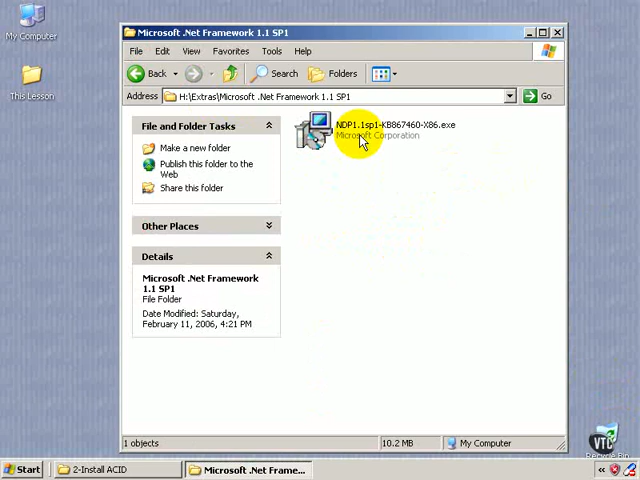 My Computer
This Lesson
Microsoft .Net Framework 1.1 SP1
File Edit View Favorites Tools Help
Back Search Folders
Address H:\Extras\Microsoft .Net Framework 1.1 SP1 Go
File and Folder Tasks
Make a new folder
Publish this folder to the
Web
Share this folder
Other Places
Details
Microsoft .Net Framework
1.1 SP1
File Folder
Date Modified: Saturday,
February 11, 2006, 4:21 PM
NDP1.1sp1-KB867460-X86.exe
Microsoft Corporation
1 objects 10.2 MB My Computer
VTC
Recycle Bin
Start 2-Install ACID Microsoft .Net Frame... «